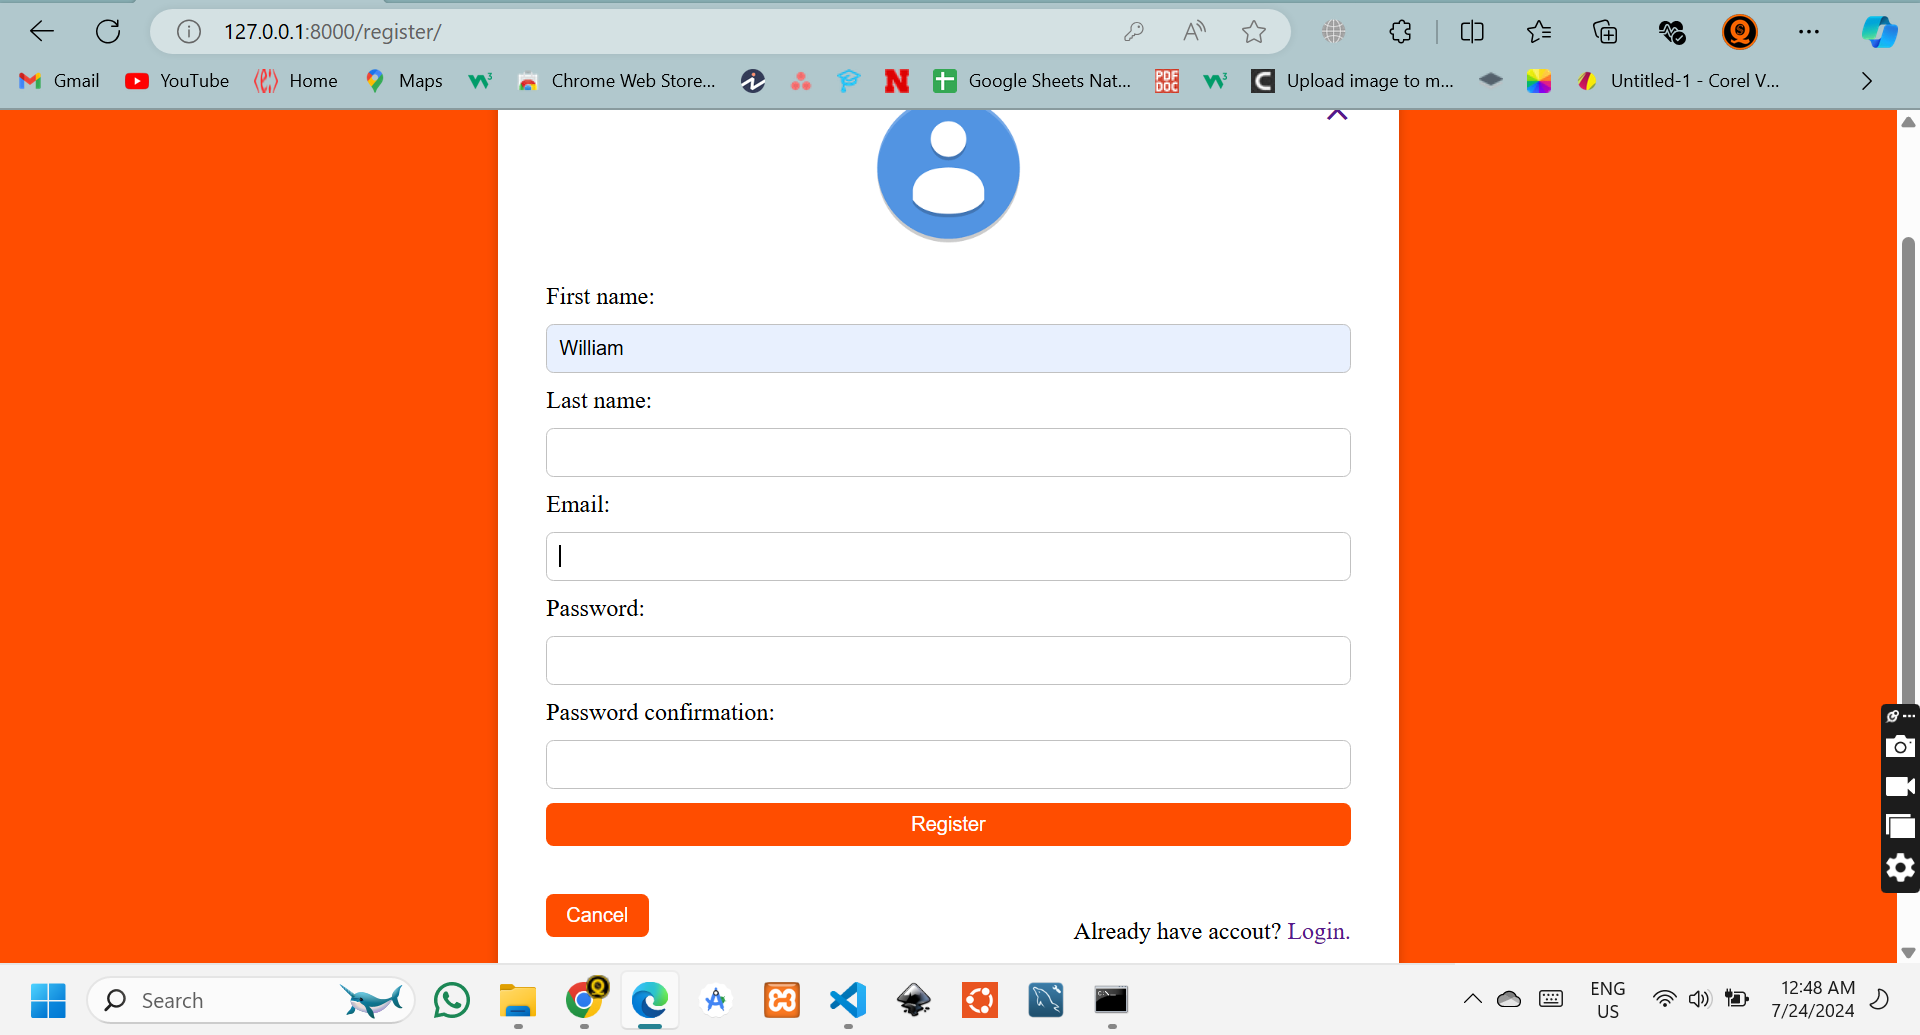 127.0.0.1:8000/register/
Gmail YouTube Home Maps Chrome Web Store... Google Sheets Nat... PDF DOC Upload image to m... Untitled-1 - Corel V...
First name:
William
Last name:
Email:
Password:
Password confirmation:
Register
Cancel
Already have accout? Login.
Search
ENG
US
12:48 AM
7/24/2024